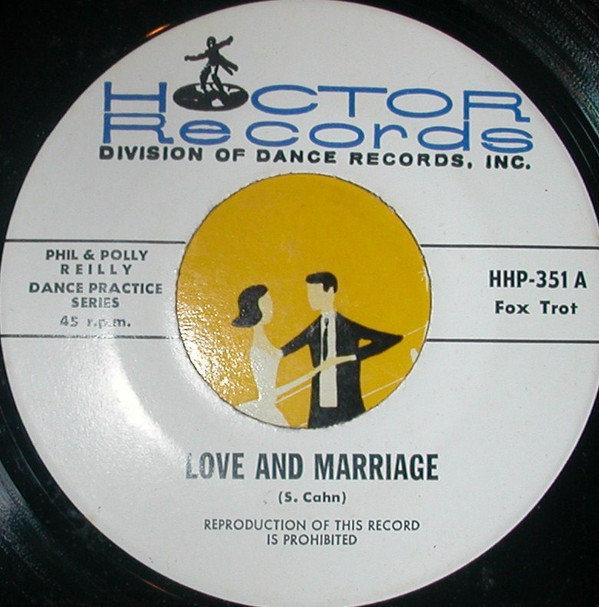 HOCTOR
Records
DIVISION OF DANCE RECORDS, INC.
PHIL & POLLY
REILLY
DANCE PRACTICE
SERIES
45 r.p.m.
HHP-351 A
Fox Trot
LOVE AND MARRIAGE
(S. Cahn)
REPRODUCTION OF THIS RECORD
IS PROHIBITED